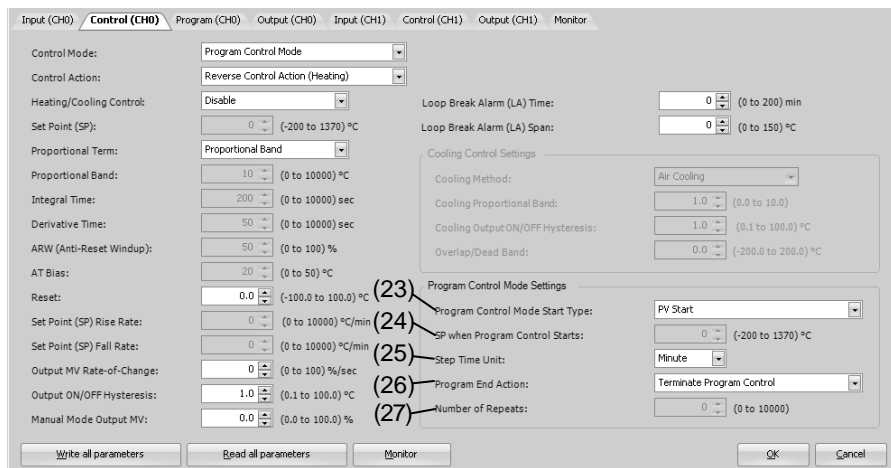 Input (CH0) Control (CH0) Program (CH0) Output (CH0) Input (CH1) Control (CH1) Output (CH1) Monitor
Control Mode: Program Control Mode
Control Action: Reverse Control Action (Heating)
Heating/Cooling Control: Disable
Set Point (SP): 0 (-200 to 1370) °C
Proportional Term: Proportional Band
Proportional Band: 10 (0 to 10000) °C
Integral Time: 200 (0 to 10000) sec
Derivative Time: 50 (0 to 10000) sec
ARW (Anti-Reset Windup): 50 (0 to 100) %
AT Bias: 20 (0 to 50) °C
Reset: 0.0 (-100.0 to 100.0) °C
Set Point (SP) Rise Rate: 0 (0 to 10000) °C/min
Set Point (SP) Fall Rate: 0 (0 to 10000) °C/min
Output MV Rate-of-Change: 0 (0 to 100) %/sec
Output ON/OFF Hysteresis: 1.0 (0.1 to 100.0) °C
Manual Mode Output MV: 0.0 (0.0 to 100.0) %
Loop Break Alarm (LA) Time: 0 (0 to 200) min
Loop Break Alarm (LA) Span: 0 (0 to 150) °C
Cooling Control Settings
Cooling Method: Air Cooling
Cooling Proportional Band: 1.0 (0.0 to 10.0)
Cooling Output ON/OFF Hysteresis: 1.0 (0.1 to 100.0) °C
Overlap/Dead Band: 0.0 (-200.0 to 200.0) °C
Program Control Mode Settings
(23) Program Control Mode Start Type: PV Start
(24) SP when Program Control Starts: 0 (-200 to 1370) °C
(25) Step Time Unit: Minute
(26) Program End Action: Terminate Program Control
(27) Number of Repeats: 0 (0 to 10000)
Write all parameters Read all parameters Monitor OK Cancel